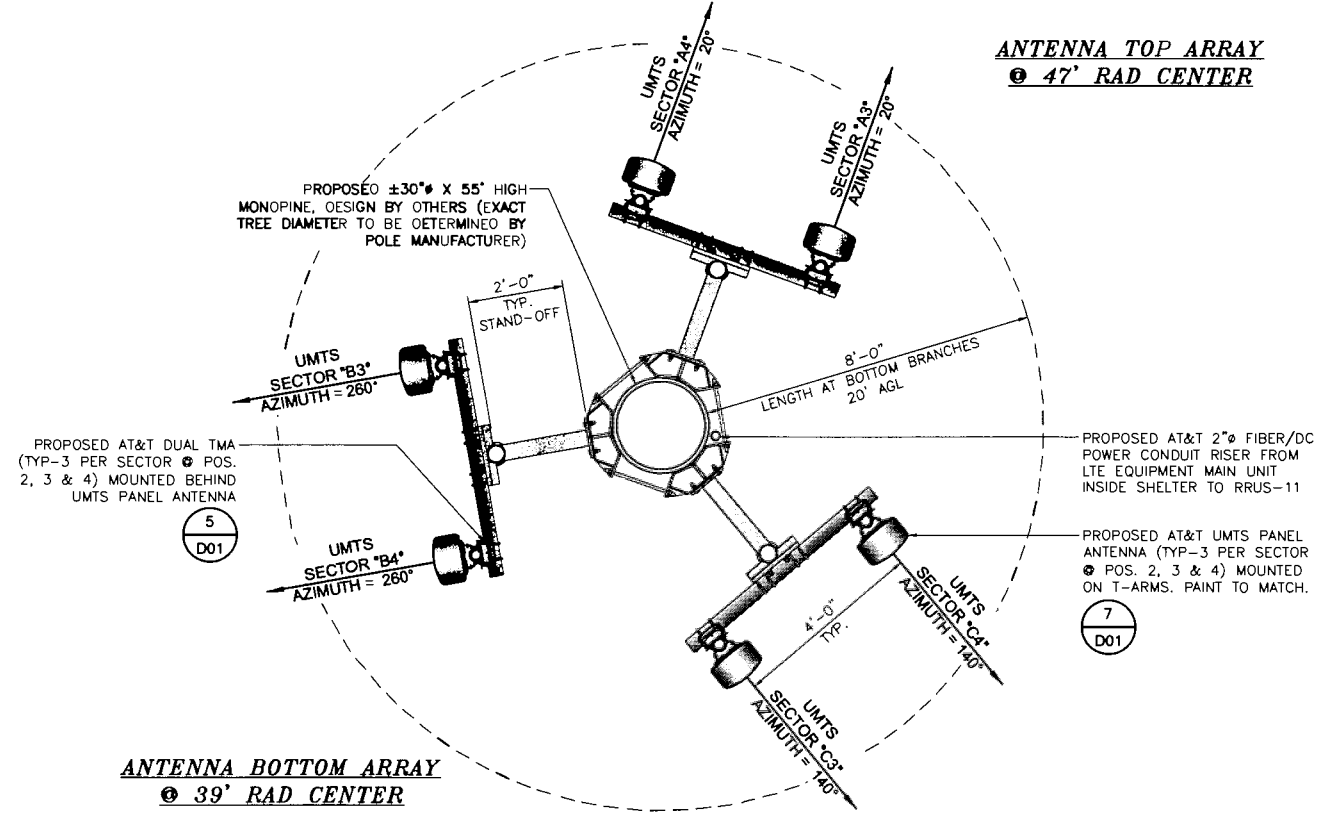 ANTENNA TOP ARRAY
@ 47' RAD CENTER
UMTS
SECTOR "A4"
AZIMUTH = 20°
UMTS
SECTOR "A3"
AZIMUTH = 20°
PROPOSED ±30"ø X 55' HIGH
MONOPINE, DESIGN BY OTHERS (EXACT
TREE DIAMETER TO BE DETERMINED BY
POLE MANUFACTURER)
2'-0"
TYP.
STAND-OFF
8'-0"
LENGTH AT BOTTOM BRANCHES
20' AGL
UMTS
SECTOR "B3"
AZIMUTH = 260°
PROPOSED AT&T DUAL TMA
(TYP-3 PER SECTOR @ POS.
2, 3 & 4) MOUNTED BEHIND
UMTS PANEL ANTENNA
5
D01
UMTS
SECTOR "B4"
AZIMUTH = 260°
PROPOSED AT&T 2"ø FIBER/DC
POWER CONDUIT RISER FROM
LTE EQUIPMENT MAIN UNIT
INSIDE SHELTER TO RRUS-11
PROPOSED AT&T UMTS PANEL
ANTENNA (TYP-3 PER SECTOR
@ POS. 2, 3 & 4) MOUNTED
ON T-ARMS. PAINT TO MATCH.
7
D01
4'-0"
TYP.
UMTS
SECTOR "C4"
AZIMUTH = 140°
UMTS
SECTOR "C3"
AZIMUTH = 140°
ANTENNA BOTTOM ARRAY
@ 39' RAD CENTER